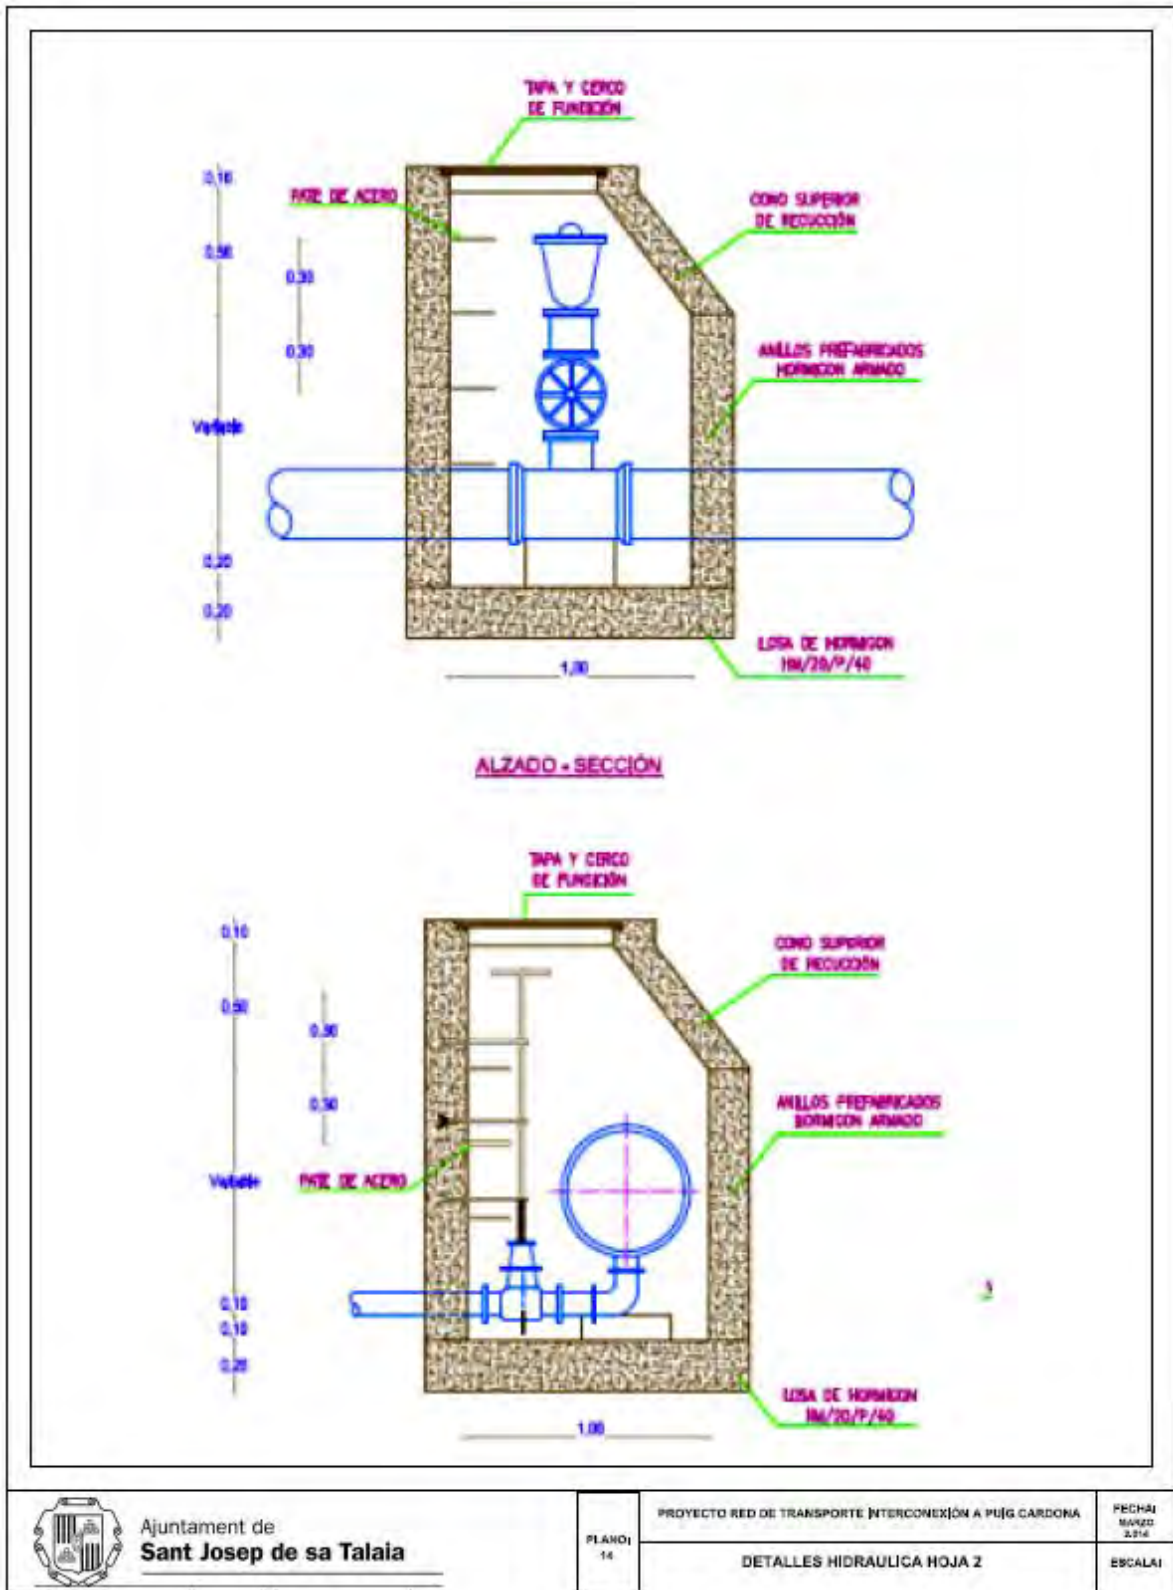 TAPA Y CERCO
DE FUNDICIÓN
0,10
PATE DE ACERO
CONO SUPERIOR
DE REDUCCIÓN
0,50
0,30
0,30
ANILLOS PREFABRICADOS
HORMIGON ARMADO
Variable
0,20
0,20
LOSA DE HORMIGON
HM/20/P/40
1,00
ALZADO - SECCIÓN
TAPA Y CERCO
DE FUNDICIÓN
0,10
CONO SUPERIOR
DE REDUCCIÓN
0,50
0,30
0,30
ANILLOS PREFABRICADOS
HORMIGON ARMADO
Variable
PATE DE ACERO
0,10
0,10
0,20
LOSA DE HORMIGON
HM/20/P/40
1,00
Ajuntament de
Sant Josep de sa Talaia
PLANO:
14
PROYECTO RED DE TRANSPORTE INTERCONEXIÓN A PUIG CARDONA
DETALLES HIDRAULICA HOJA 2
FECHA:
MARZO
2.014
ESCALA: